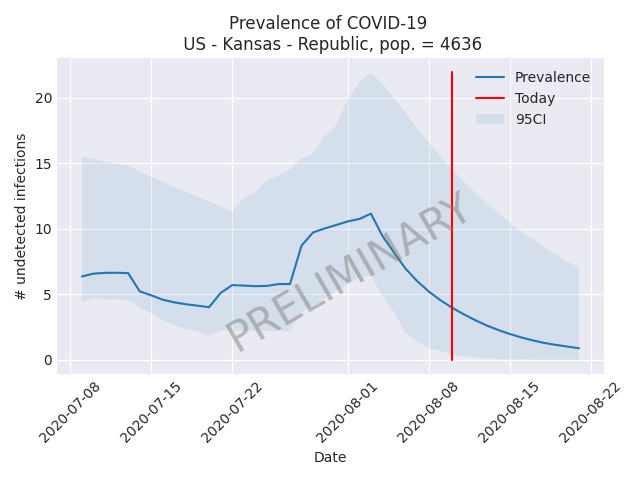 Prevalence of COVID-19
US - Kansas - Republic, pop. = 4636
# undetected infections
20
15
10
5
0
Prevalence
Today
95CI
PRELIMINARY
2020-07-08
2020-07-15
2020-07-22
2020-08-01
2020-08-08
2020-08-15
2020-08-22
Date